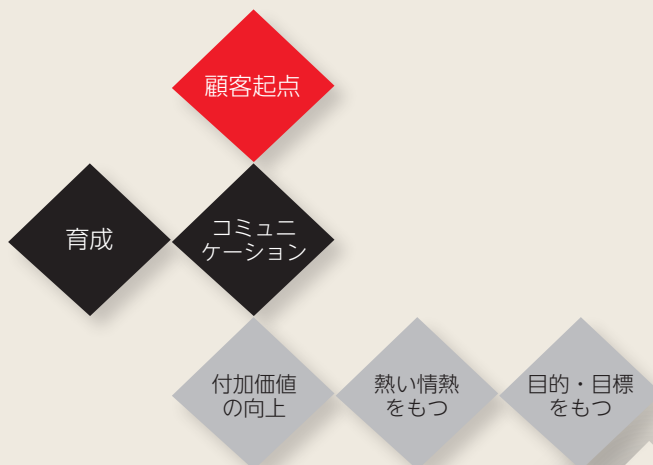 顧客起点
育成
コミュニ
ケーション
付加価値
の向上
熱い情熱
をもつ
目的・目標
をもつ